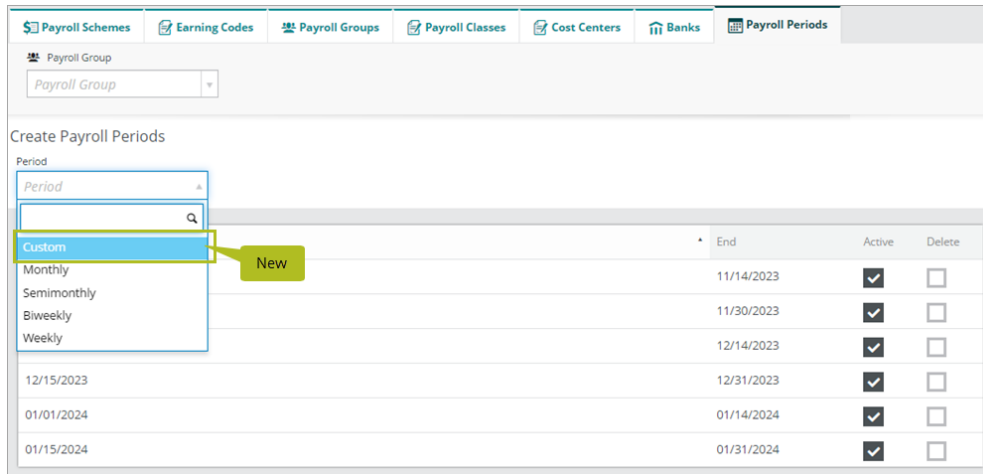 Payroll Schemes Earning Codes Payroll Groups Payroll Classes Cost Centers Banks Payroll Periods
Payroll Group
Payroll Group
Create Payroll Periods
Period
Period
End Active Delete
Custom
New
Monthly
11/14/2023
Semimonthly
Biweekly
11/30/2023
Weekly
12/14/2023
12/15/2023 12/31/2023
01/01/2024 01/14/2024
01/15/2024 01/31/2024